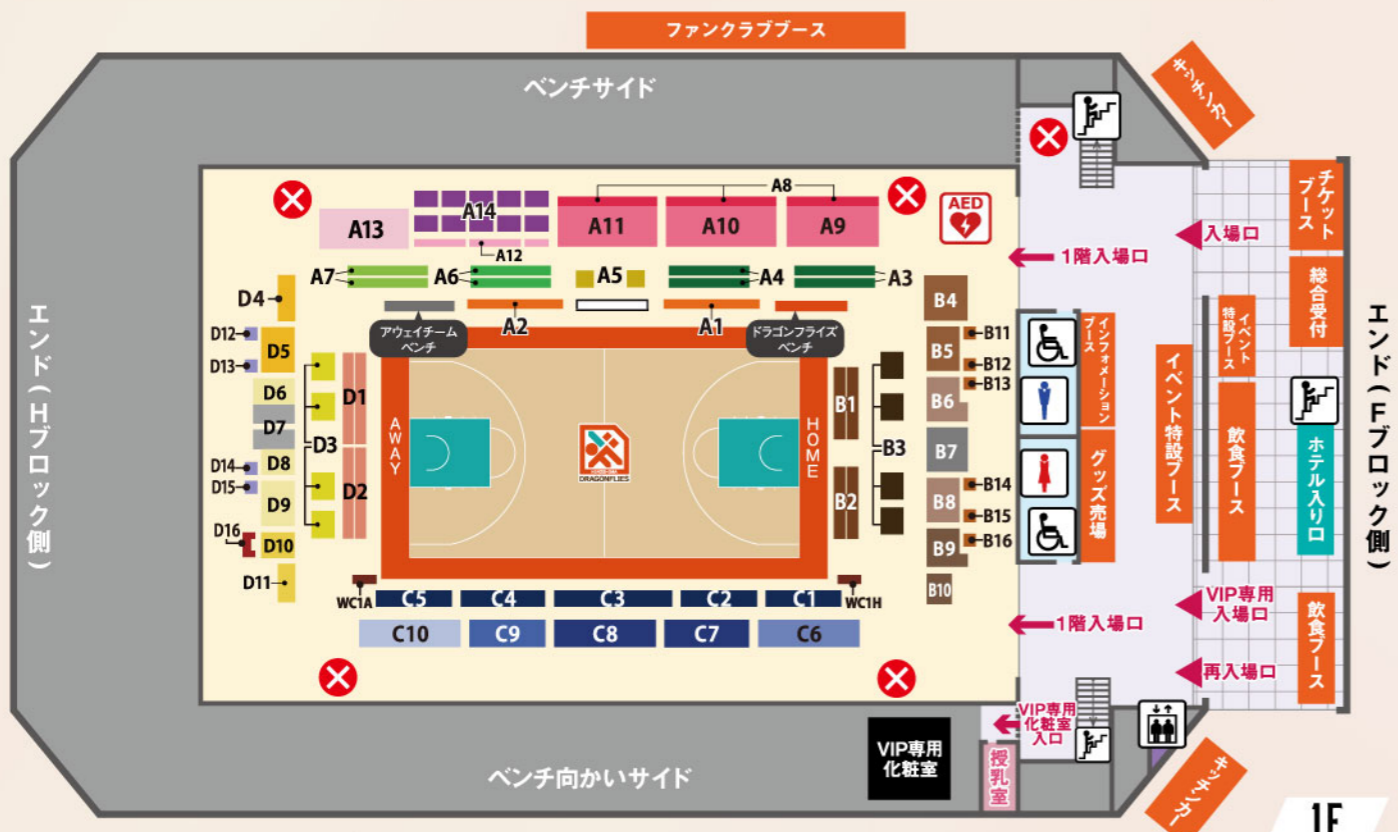 ファンクラブブース
ベンチサイド
キッチンカー
チケット
ブース
A8
A14
A13
A11
A10
A9
A12
AED
入場口
1階入場口
A7
A6
A5
A4
A3
D4
B4
総合受付
アウェイチーム
ベンチ
A2
A1
ドラゴンフライズ
ベンチ
エンド(Hブロック側)
エンド(Fブロック側)
インフォメーション
ブース
イベント
特設ブース
イベント特設ブース
D12
D5
D13
D6
D7
D14
D8
D15
D9
D16
D10
D11
D3
D1
D2
AWAY
HOME
HIROSHIMA
DRAGONFLIES
B1
B2
B3
B5
B11
B12
B13
B6
B7
B14
B8
B15
B16
B9
B10
グッズ売場
飲食ブース
ホテル入り口
WC1A
C5
C4
C3
C2
C1
WC1H
C10
C9
C8
C7
C6
1階入場口
VIP専用
入場口
再入場口
飲食ブース
VIP専用
化粧室
入口
VIP専用
化粧室
授乳室
ベンチ向かいサイド
キッチンカー
1F